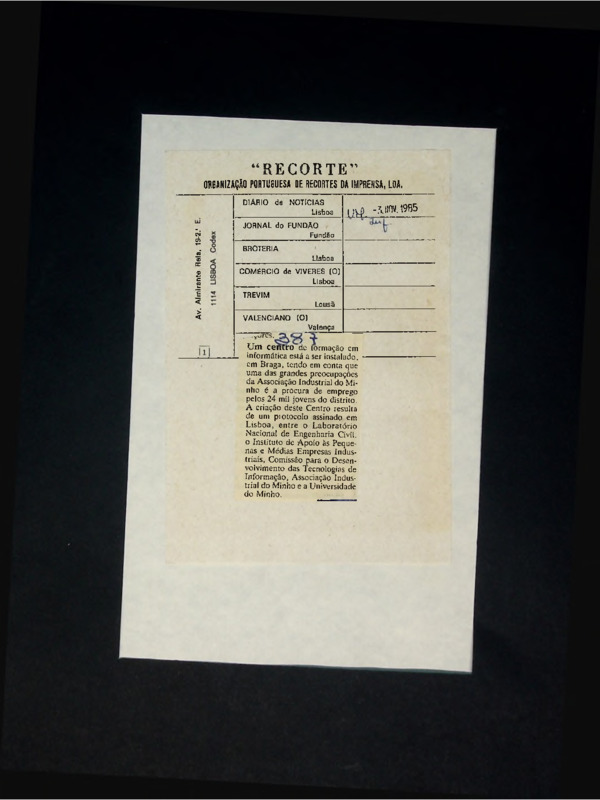 "RECORTE"
ORGANIZAÇÃO PORTUGUESA DE RECORTES DA IMPRENSA, LDA.
Av. Almirante Reis, 19-2.º E.
1114 LISBOA Codex
DIÁRIO de NOTÍCIAS
Lisboa
-3. NOV. 1985
JORNAL do FUNDÃO
Fundão
BROTERIA
Lisboa
COMÉRCIO de VIVERES (O)
Lisboa
TREVIM
Lousã
VALENCIANO (O)
Valença
1
387
Um centro de formação em
informática está a ser instalado,
em Braga, tendo em conta que
uma das grandes preocupações
da Associação Industrial do Mi-
nho é a procura de emprego
pelos 24 mil jovens do distrito.
A criação deste Centro resulta
de um protocolo assinado em
Lisboa, entre o Laboratório
Nacional de Engenharia Civil,
o Instituto de Apoio às Peque-
nas e Médias Empresas Indus-
triais, Comissão para o Desen-
volvimento das Tecnologias de
Informação, Associação Indus-
trial do Minho e a Universidade
do Minho.